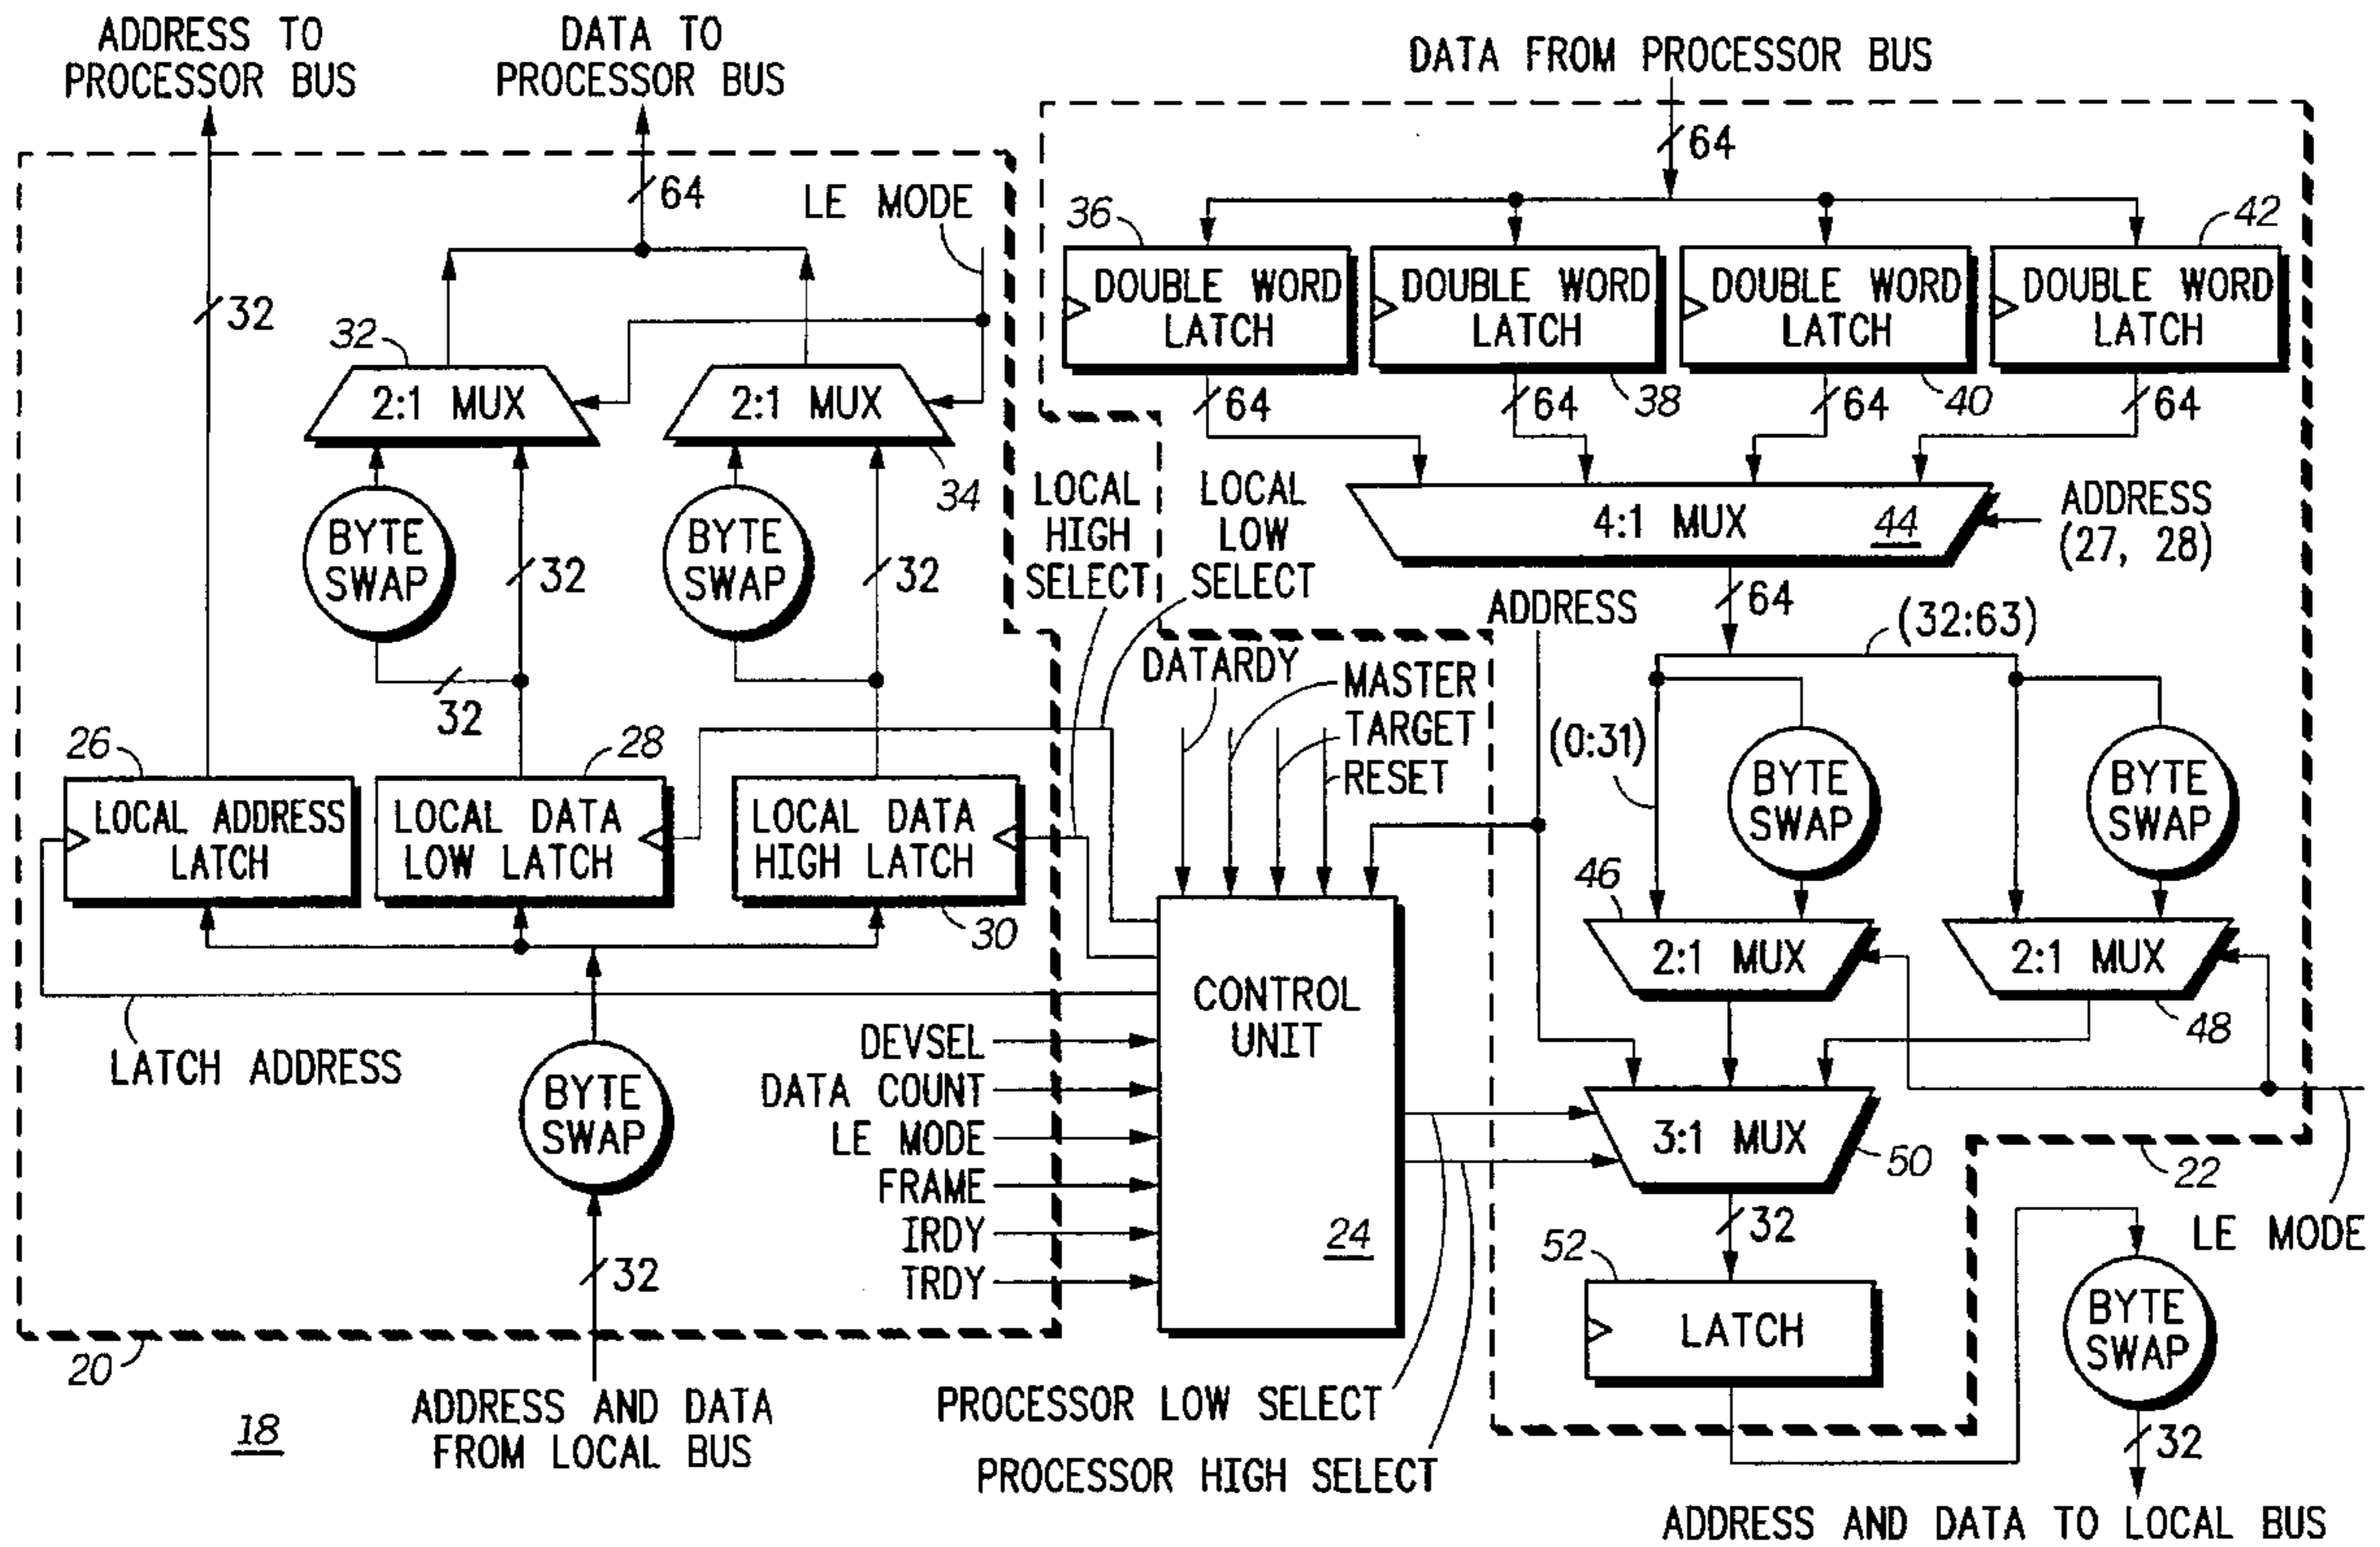 ADDRESS TO
PROCESSOR BUS
DATA TO
PROCESSOR BUS
DATA FROM PROCESSOR BUS
64
64
LE MODE
32
36
42
DOUBLE WORD
LATCH
DOUBLE WORD
LATCH
DOUBLE WORD
LATCH
DOUBLE WORD
LATCH
32
2:1 MUX
2:1 MUX
34
64
64
38
64
40
64
BYTE
SWAP
32
BYTE
SWAP
32
32
LOCAL
HIGH
SELECT
LOCAL
LOW
SELECT
4:1 MUX
44
ADDRESS
(27, 28)
64
ADDRESS
(32:63)
DATARDY
MASTER
TARGET
RESET
(0:31)
BYTE
SWAP
BYTE
SWAP
26
LOCAL ADDRESS
LATCH
28
LOCAL DATA
LOW LATCH
LOCAL DATA
HIGH LATCH
30
46
2:1 MUX
2:1 MUX
48
LATCH ADDRESS
BYTE
SWAP
32
DEVSEL
DATA COUNT
LE MODE
FRAME
IRDY
TRDY
CONTROL
UNIT
24
3:1 MUX
50
22
LE MODE
32
52
LATCH
BYTE
SWAP
32
20
18
ADDRESS AND DATA
FROM LOCAL BUS
PROCESSOR LOW SELECT
PROCESSOR HIGH SELECT
ADDRESS AND DATA TO LOCAL BUS